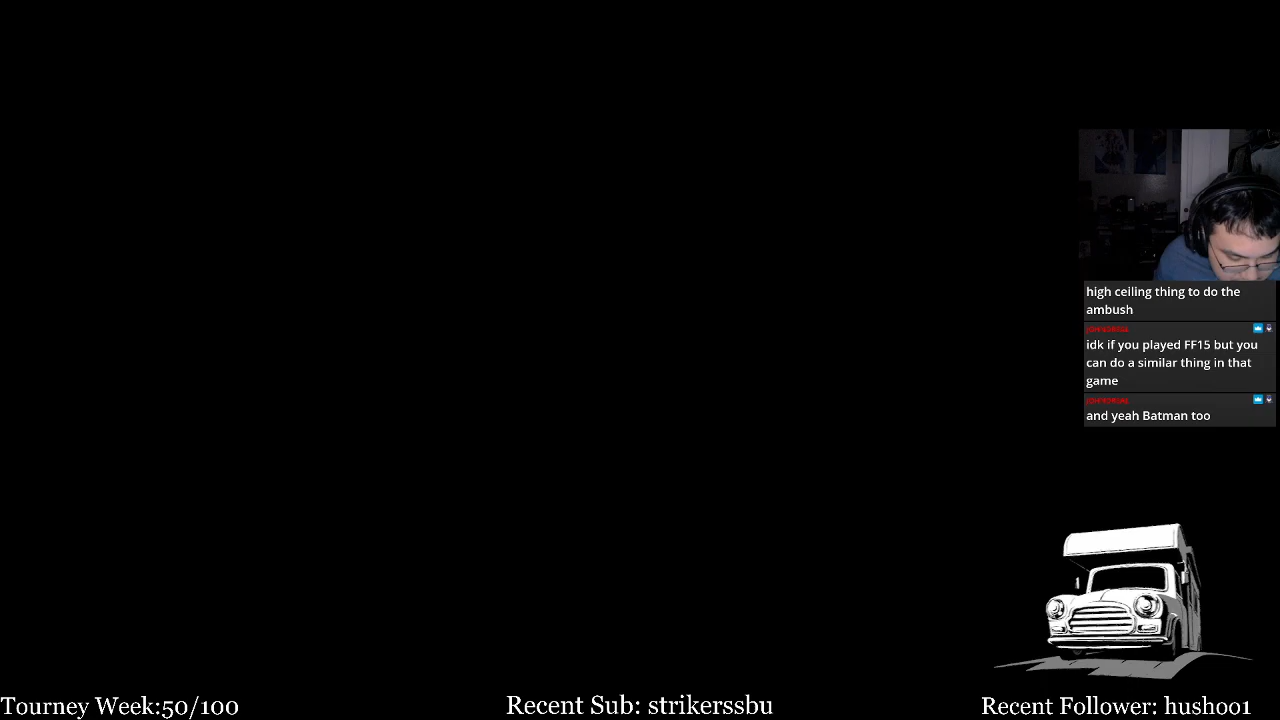 high ceiling thing to do the
ambush
idk if you played FF15 but you
can do a similar thing in that
game
and yeah Batman too
Tourney Week:50/100
Recent Sub: strikerssbu
Recent Follower: hush001